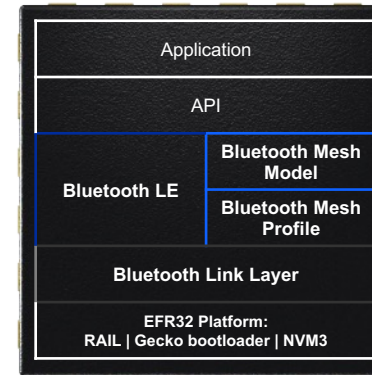 Application
API
Bluetooth LE
Bluetooth Mesh
Model
Bluetooth Mesh
Profile
Bluetooth Link Layer
EFR32 Platform:
RAIL | Gecko bootloader | NVM3